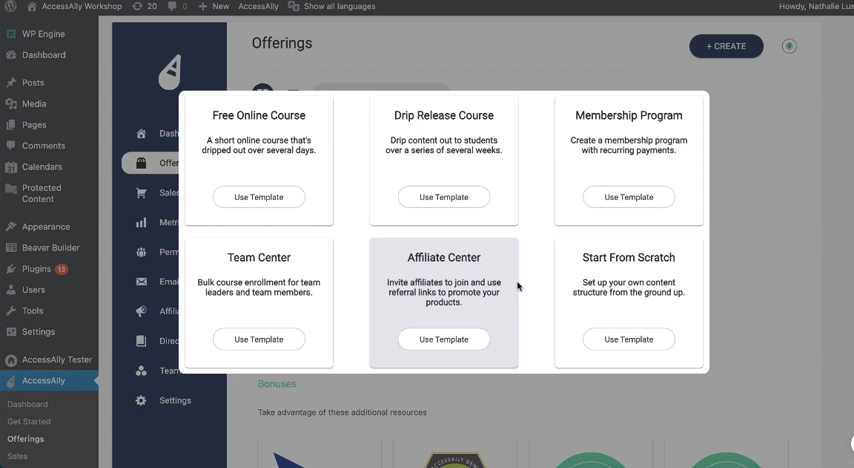 AccessAlly Workshop
20
0
New
AccessAlly
Show all languages
Howdy, Nathalie Lus
WP Engine
Dashboard
Posts
Media
Pages
Comments
Calendars
Protected
Content
Appearance
Beaver Builder
Plugins 13
Users
Tools
Settings
AccessAlly Tester
AccessAlly
Dashboard
Get Started
Offerings
Sales
Dash
Offer
Sales
Metri
Perm
Emai
Affili
Direc
Team
Settings
Offerings
+ CREATE
Free Online Course
A short online course that's
dripped out over several days.
Use Template
Drip Release Course
Drip content out to students
over a series of several weeks.
Use Template
Membership Program
Create a membership program
with recurring payments.
Use Template
Team Center
Bulk course enrollment for team
leaders and team members.
Use Template
Affiliate Center
Invite affiliates to join and use
referral links to promote your
products.
Use Template
Start From Scratch
Set up your own content
structure from the ground up.
Use Template
Bonuses
Take advantage of these additional resources